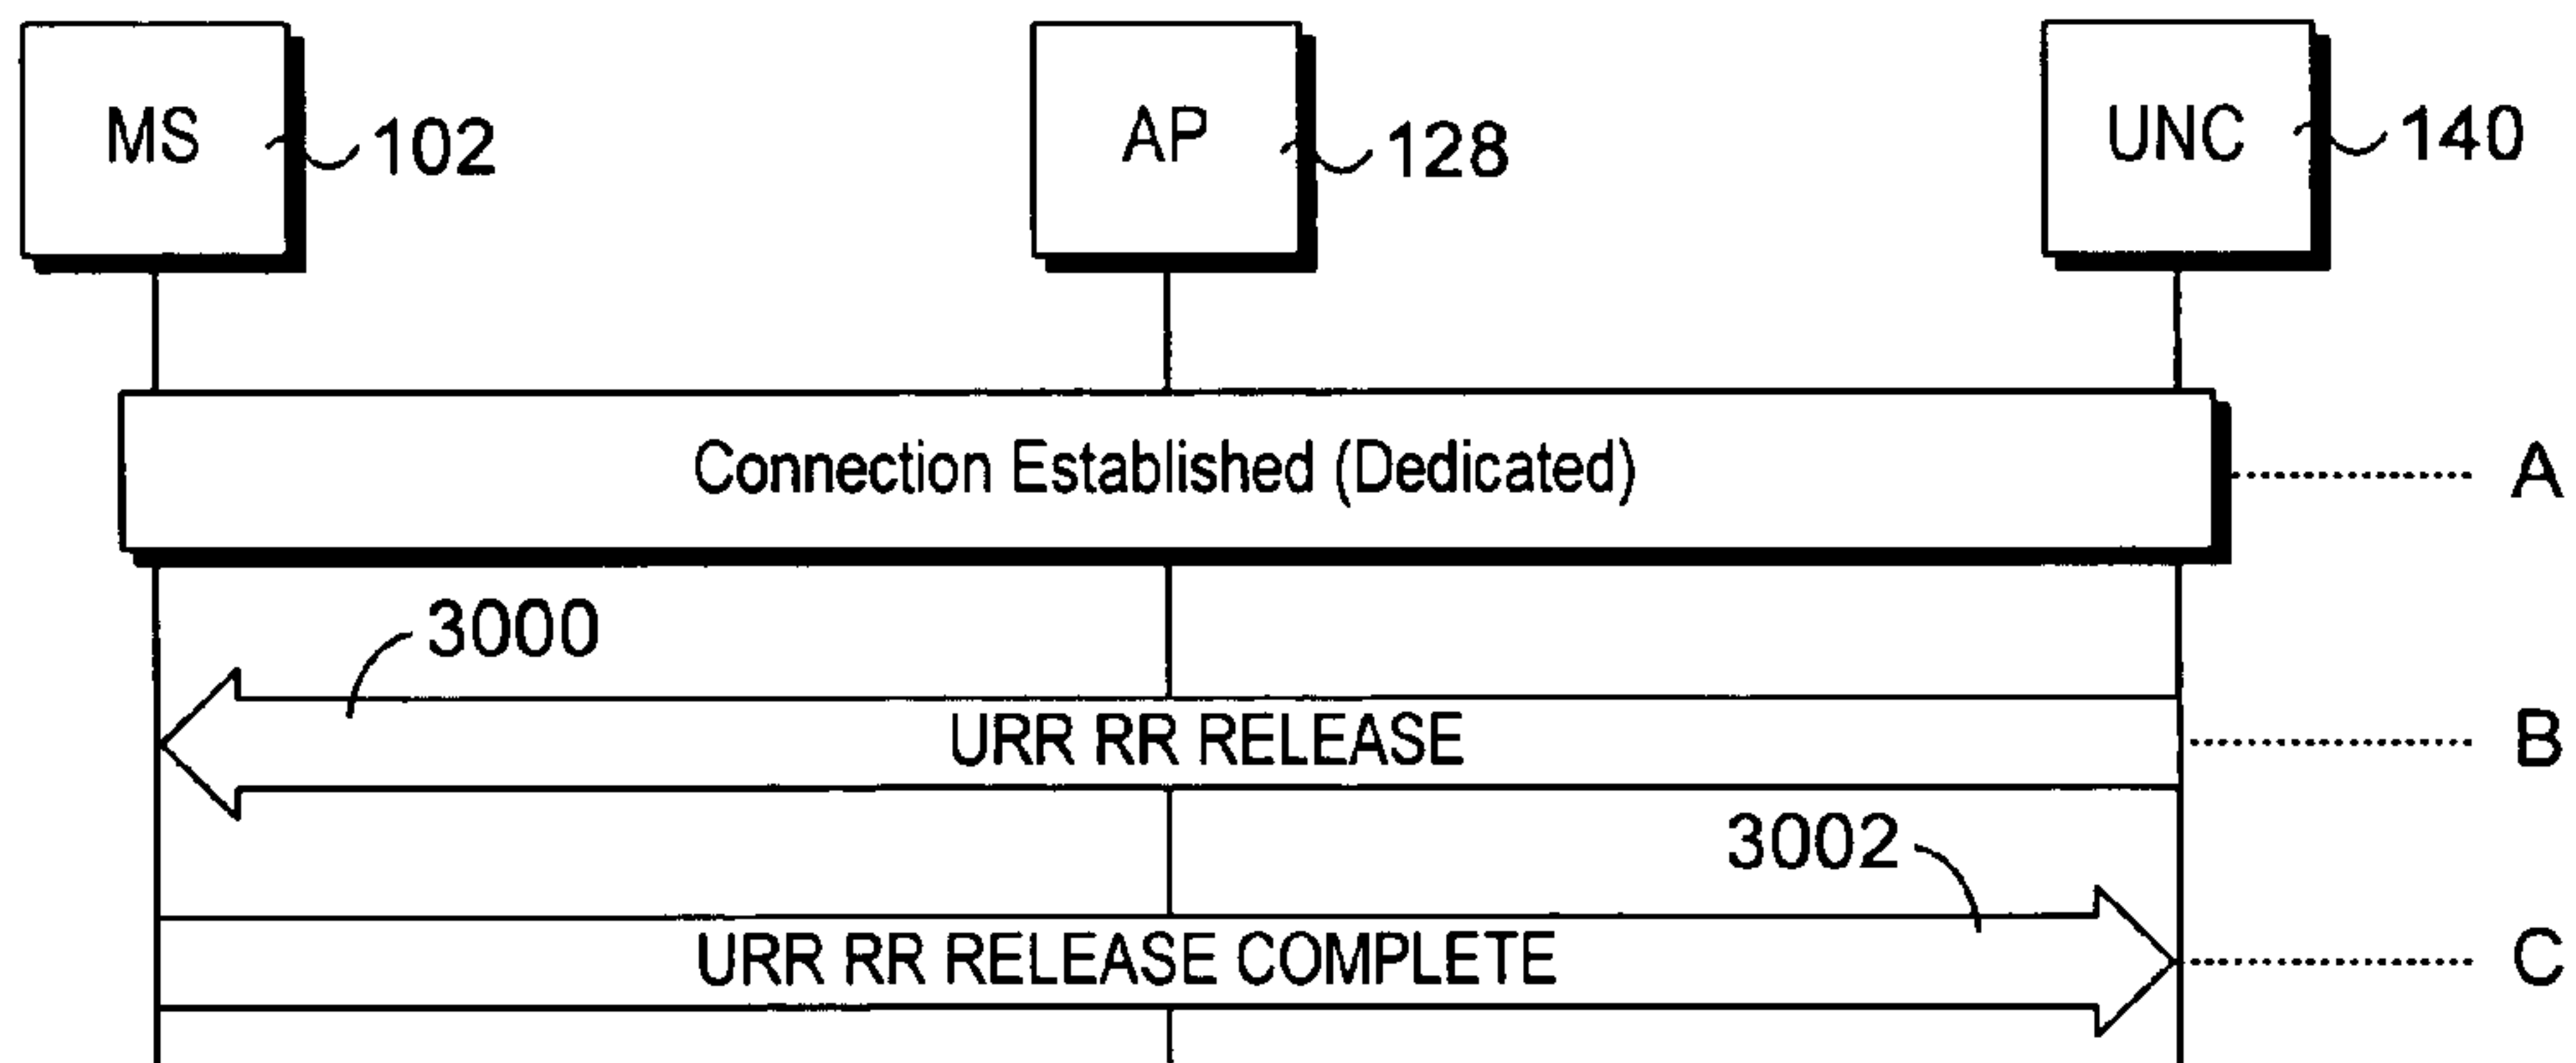 MS
102
AP
128
UNC
140
Connection Established (Dedicated)
A
3000
URR RR RELEASE
B
3002
URR RR RELEASE COMPLETE
C